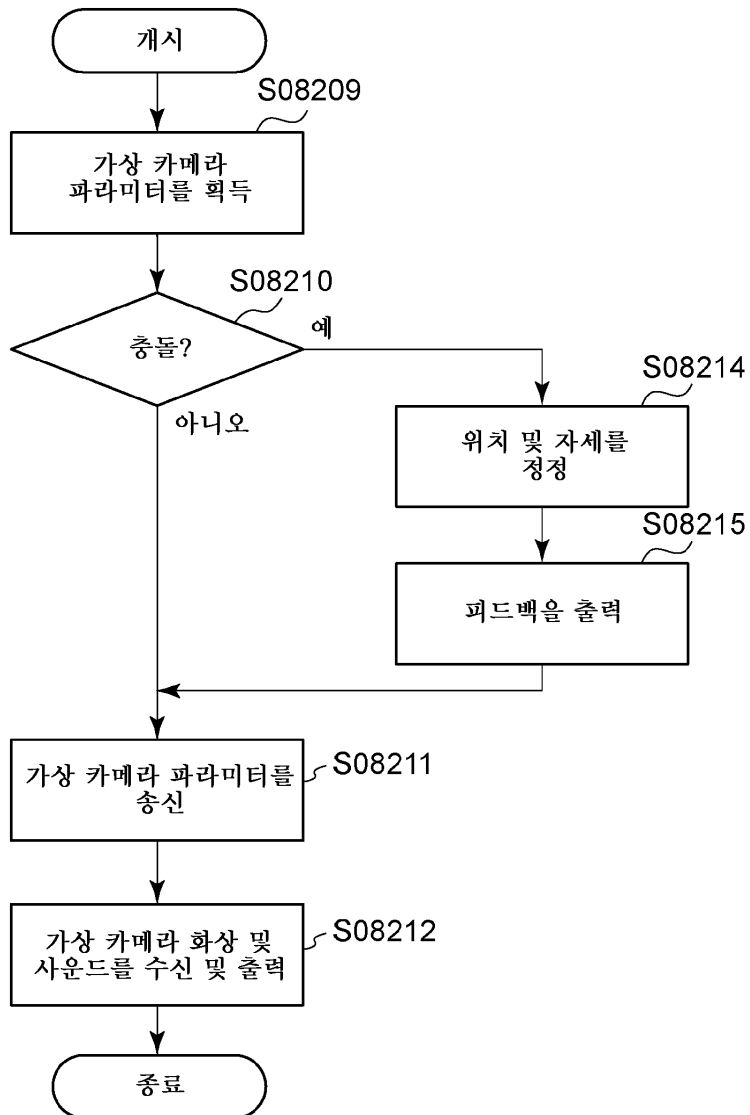 개시
S08209
가상 카메라
파라미터를 획득
S08210
충돌?
예
아니오
S08214
위치 및 자세를
정정
S08215
피드백을 출력
가상 카메라 파라미터를
송신
S08211
가상 카메라 화상 및
사운드를 수신 및 출력
S08212
종료